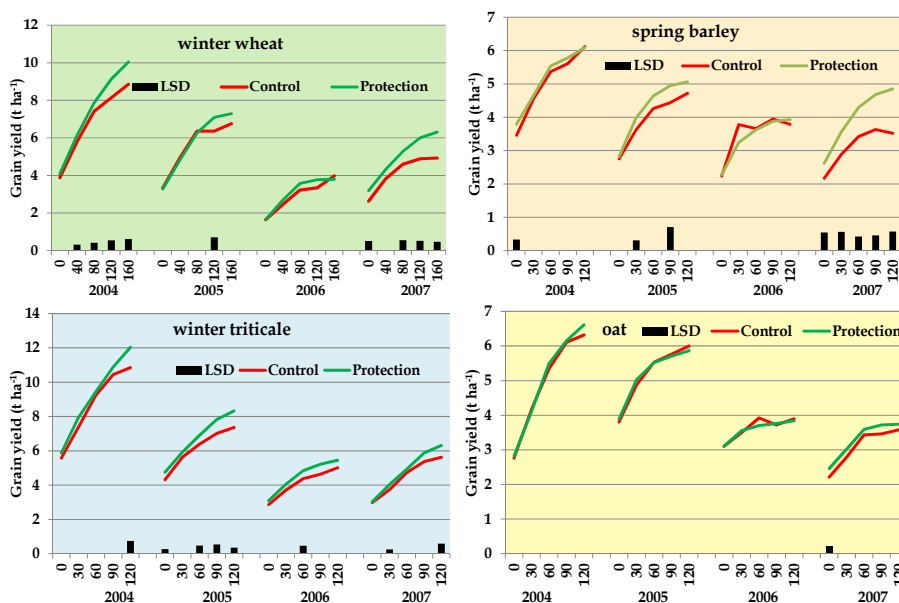 winter wheat
LSD Control Protection
Grain yield (t ha⁻¹)
12
10
8
6
4
2
0
0 40 80 120 160 0 40 80 120 160 0 40 80 120 160 0 40 80 120 160
2004 2005 2006 2007
spring barley
LSD Control Protection
Grain yield (t ha⁻¹)
7
6
5
4
3
2
1
0
0 30 60 90 120 0 30 60 90 120 0 30 60 90 120 0 30 60 90 120
2004 2005 2006 2007
winter triticale
LSD Control Protection
Grain yield (t ha⁻¹)
14
12
10
8
6
4
2
0
0 30 60 90 120 0 30 60 90 120 0 30 60 90 120 0 30 60 90 120
2004 2005 2006 2007
oat LSD Control Protection
Grain yield (t ha⁻¹)
7
6
5
4
3
2
1
0
0 30 60 90 120 0 30 60 90 120 0 30 60 90 120 0 30 60 90 120
2004 2005 2006 2007